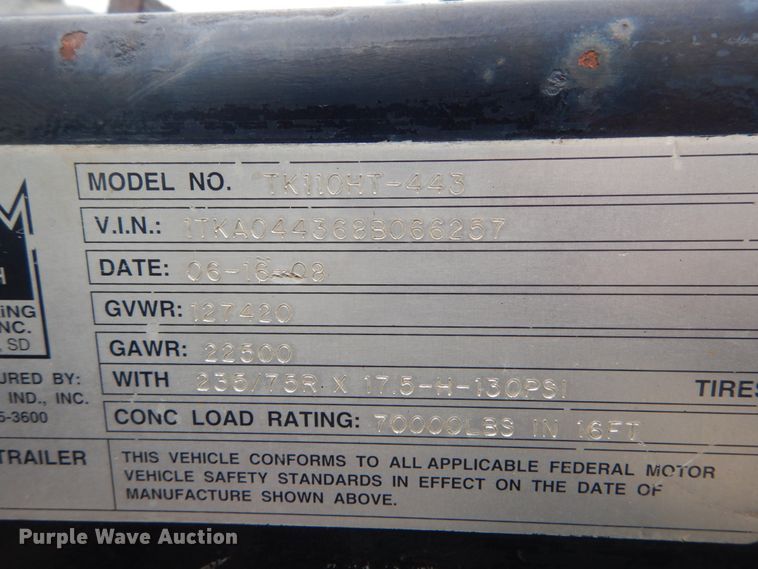 M
H
KING
INC.
, SD
URED BY:
IND., INC.
5-3600
TRAILER
MODEL NO. TK110HT-443
V.I.N.: 1TKA044368B066257
DATE: 06-16-08
GVWR: 127420
GAWR: 22500
WITH 235/75R X 17.5-H-130PSI TIRES
CONC LOAD RATING: 70000LBS IN 16FT
THIS VEHICLE CONFORMS TO ALL APPLICABLE FEDERAL MOTOR
VEHICLE SAFETY STANDARDS IN EFFECT ON THE DATE OF
MANUFACTURE SHOWN ABOVE.
Purple Wave Auction